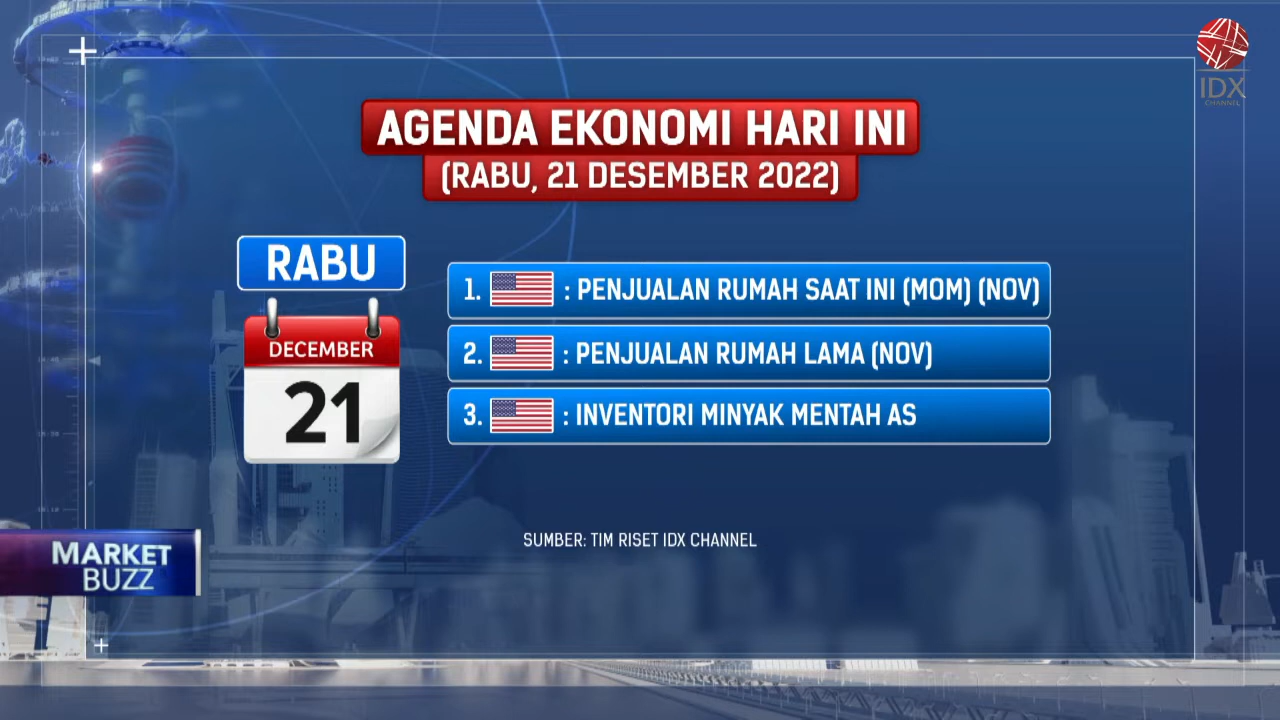 IDX
CHANNEL
AGENDA EKONOMI HARI INI
(RABU, 21 DESEMBER 2022)
RABU
DECEMBER
21
1. : PENJUALAN RUMAH SAAT INI (MOM) (NOV)
2. : PENJUALAN RUMAH LAMA (NOV)
3. : INVENTORI MINYAK MENTAH AS
SUMBER: TIM RISET IDX CHANNEL
MARKET
BUZZ